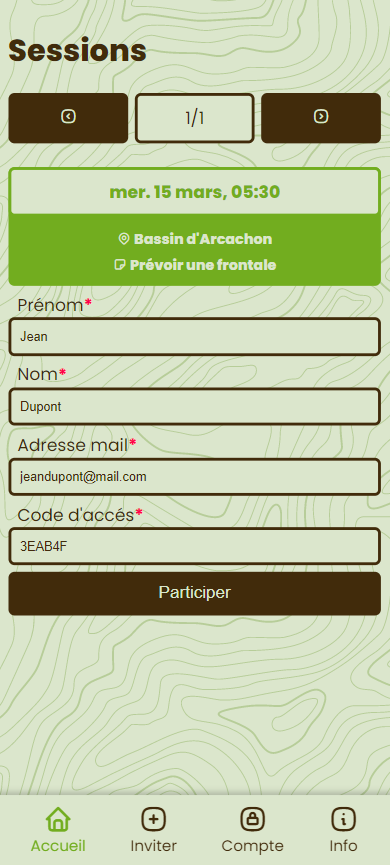 Sessions
1/1
mer. 15 mars, 05:30
Bassin d'Arcachon
Prévoir une frontale
Prénom*
Jean
Nom*
Dupont
Adresse mail*
jeandupont@mail.com
Code d'accés*
3EAB4F
Participer
Accueil Inviter Compte Info